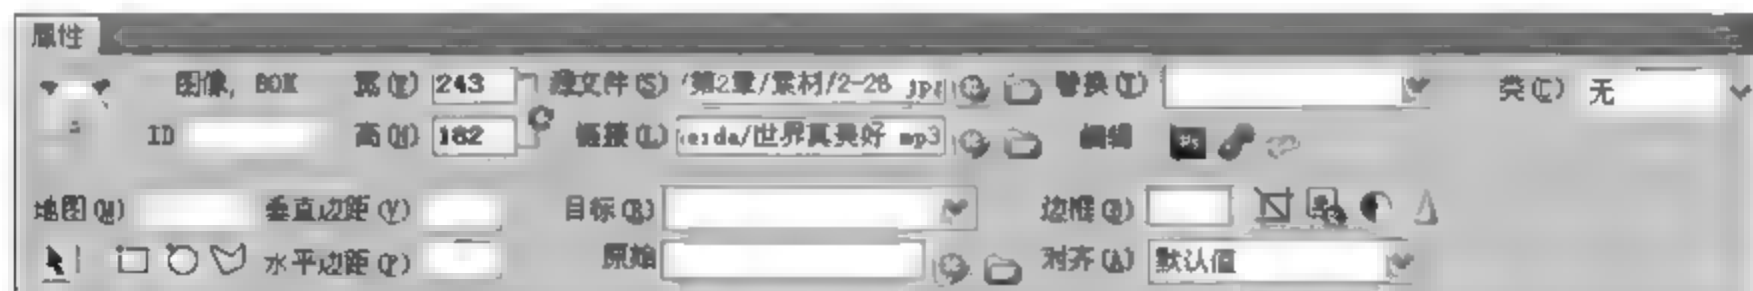 属性
图像, 80K 宽(W) 243 源文件(S) /第2章/素材/2-28 jpg 替换(T) 类(C) 无
ID 高(H) 182 链接(L) 世界真美好 mp3 编辑 Ps
地图(M) 垂直边距(V) 目标(R) 边框(B)
水平边距(P) 原始 对齐(A) 默认值